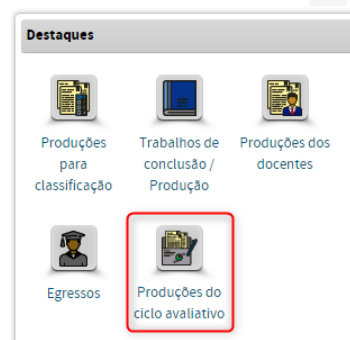 Destaques
Produções
para
classificação
Trabalhos de
conclusão /
Produção
Produções dos
docentes
Egressos
Produções do
ciclo avaliativo